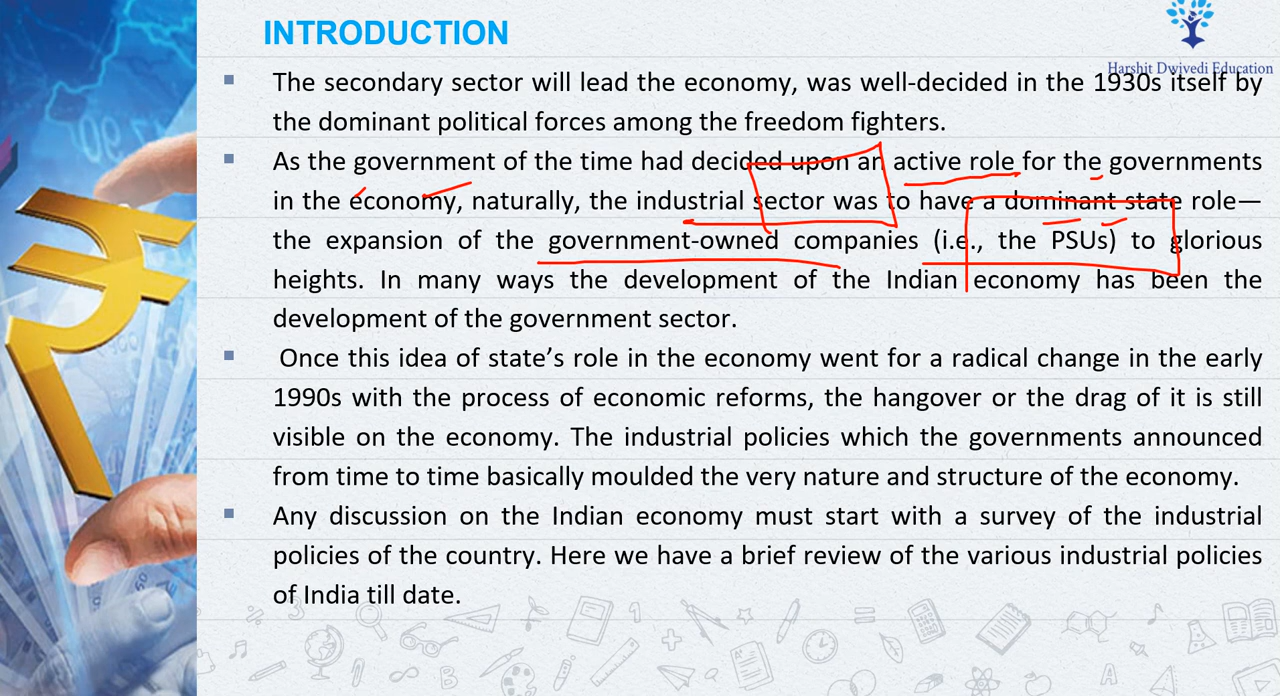 INTRODUCTION
Harshit Dwivedi Education
▪ The secondary sector will lead the economy, was well-decided in the 1930s itself by
the dominant political forces among the freedom fighters.
▪ As the government of the time had decided upon an active role for the governments
in the economy, naturally, the industrial sector was to have a dominant state role—
the expansion of the government-owned companies (i.e., the PSUs) to glorious
heights. In many ways the development of the Indian economy has been the
development of the government sector.
▪ Once this idea of state’s role in the economy went for a radical change in the early
1990s with the process of economic reforms, the hangover or the drag of it is still
visible on the economy. The industrial policies which the governments announced
from time to time basically moulded the very nature and structure of the economy.
▪ Any discussion on the Indian economy must start with a survey of the industrial
policies of the country. Here we have a brief review of the various industrial policies
of India till date.